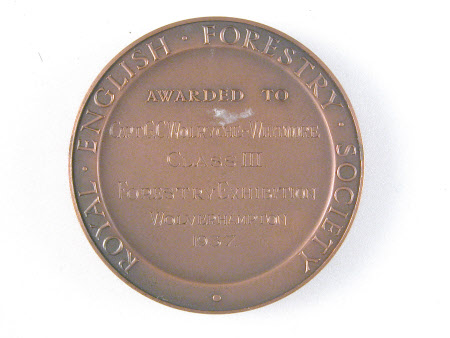 ROYAL · ENGLISH · FORESTRY · SOCIETY
AWARDED TO
CLASS III
FORESTRY EXHIBITION
WOLVERHAMPTON
1937